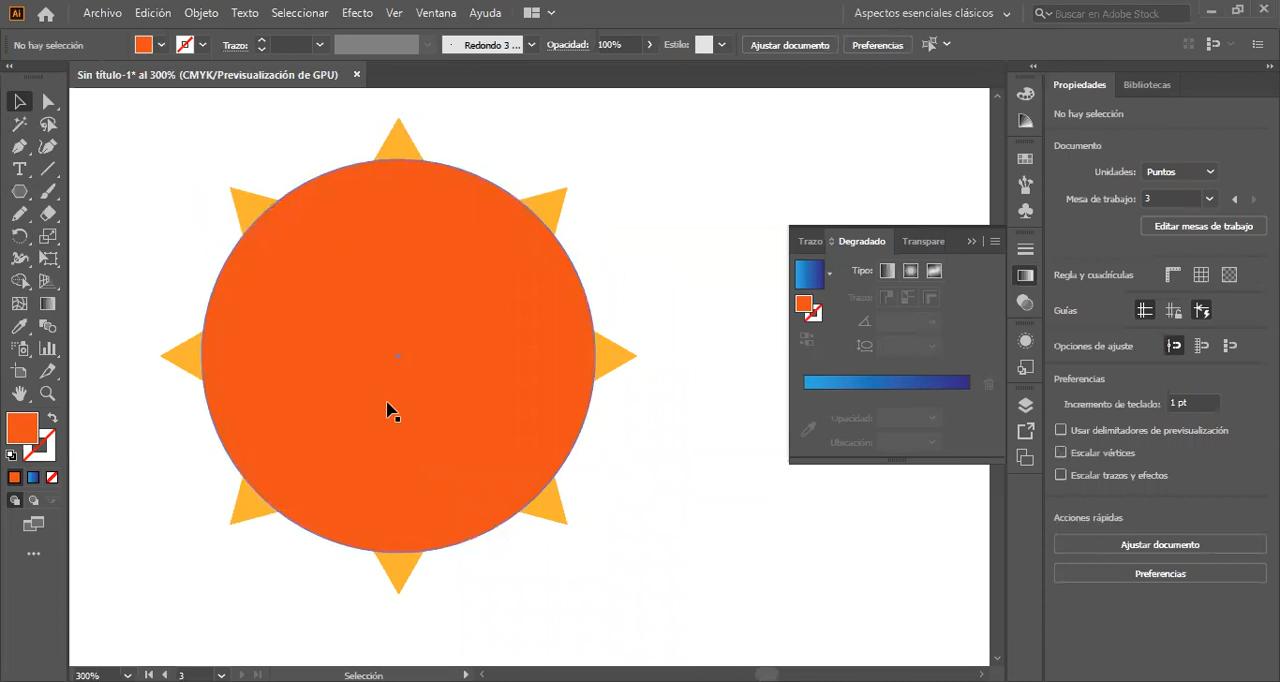 Ai Archivo Edición Objeto Texto Seleccionar Efecto Ver Ventana Ayuda Aspectos esenciales clásicos Buscar en Adobe Stock
No hay selección Trazo: Redondo 3 ... Opacidad: 100% Estilo: Ajustar documento Preferencias
Sin título-1* al 300% (CMYK/Previsualización de GPU)
Propiedades Bibliotecas
No hay selección
Documento
Unidades: Puntos
Mesa de trabajo: 3
Editar mesas de trabajo
Regla y cuadrículas
Guías
Opciones de ajuste
Preferencias
Incremento de teclado: 1 pt
Usar delimitadores de previsualización
Escalar vértices
Escalar trazos y efectos
Acciones rápidas
Ajustar documento
Preferencias
Trazo Degradado Transpare
Tipo:
Trazo:
Opacidad:
Ubicación:
300% 3 Selección